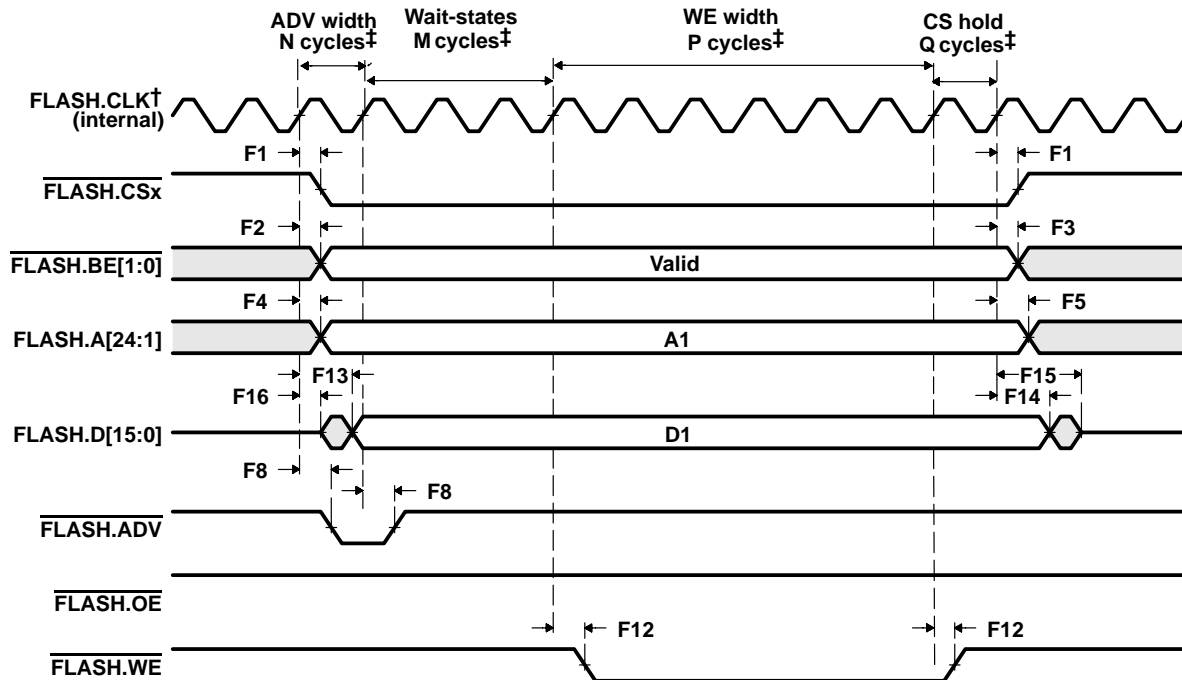 ADV width
N cycles‡
Wait-states
M cycles‡
WE width
P cycles‡
CS hold
Q cycles‡
FLASH.CLK†
(internal)
F1
F1
FLASH.CSx
F2
F3
FLASH.BE[1:0]
Valid
F4
F5
FLASH.A[24:1]
A1
F13
F15
F16
F14
FLASH.D[15:0]
D1
F8
F8
FLASH.ADV
FLASH.OE
F12
F12
FLASH.WE